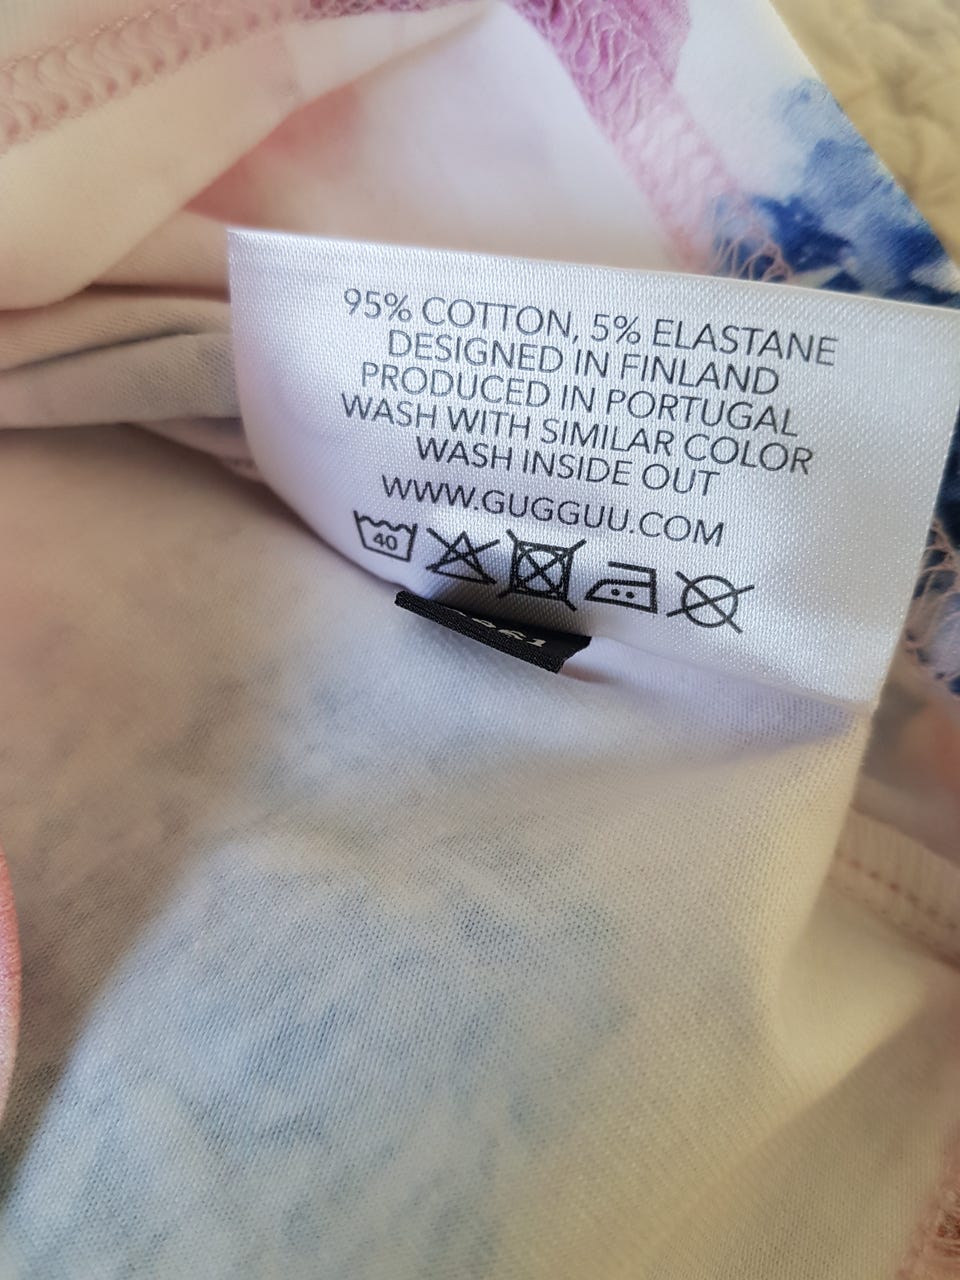 95% COTTON, 5% ELASTANE
DESIGNED IN FINLAND
PRODUCED IN PORTUGAL
WASH WITH SIMILAR COLOR
WASH INSIDE OUT
WWW.GUGGUU.COM
40